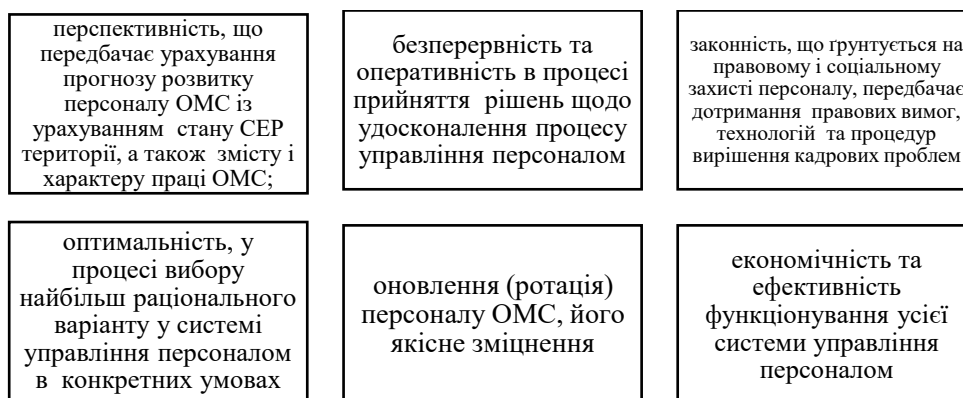 перспективність, що
передбачає урахування
прогнозу розвитку
персоналу ОМС із
урахуванням стану СЕР
території, а також змісту і
характеру праці ОМС;
безперервність та
оперативність в процесі
прийняття рішень щодо
удосконалення процесу
управління персоналом
законність, що ґрунтується на
правовому і соціальному
захисті персоналу, передбачає
дотримання правових вимог,
технологій та процедур
вирішення кадрових проблем
оптимальність, у
процесі вибору
найбільш раціонального
варіанту у системі
управління персоналом
в конкретних умовах
оновлення (ротація)
персоналу ОМС, його
якісне зміцнення
економічність та
ефективність
функціонування усієї
системи управління
персоналом